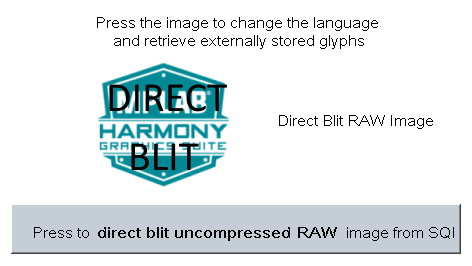 Press the image to change the language
and retrieve externally stored glyphs
DIRECT
MPLAB
HARMONY
GRAPHICS SUITE
BLIT
Direct Blit RAW Image
Press to direct blit uncompressed RAW image from SQI